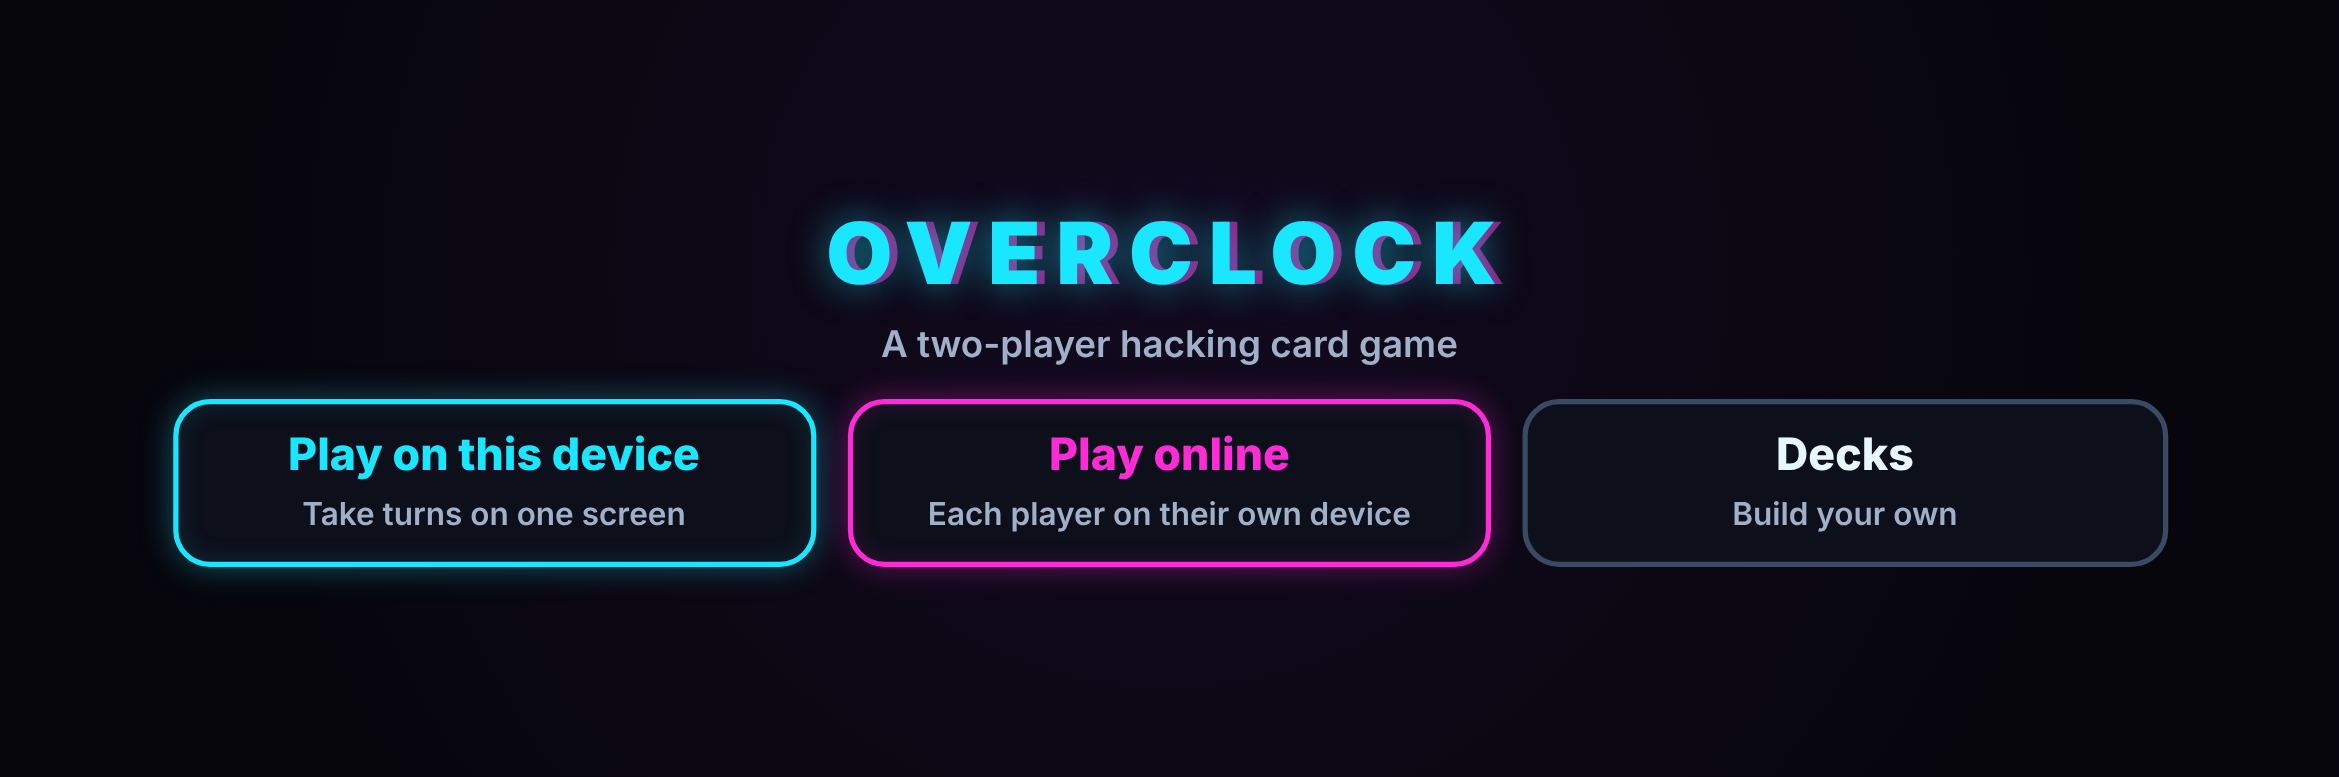 OVERCLOCK
A two-player hacking card game
Play on this device
Take turns on one screen
Play online
Each player on their own device
Decks
Build your own